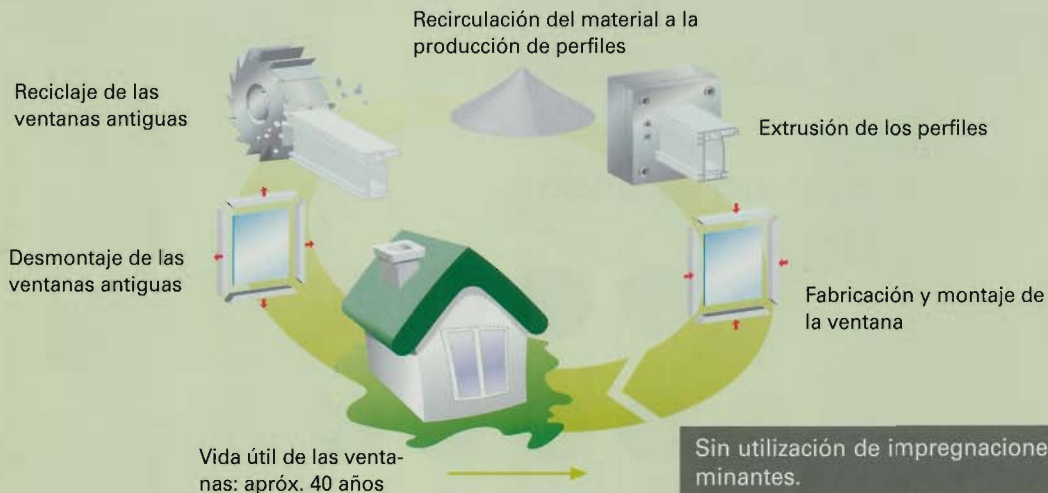 Recirculación del material a la
producción de perfiles
Reciclaje de las
ventanas antiguas
Extrusión de los perfiles
Desmontaje de las
ventanas antiguas
Fabricación y montaje de
la ventana
Vida útil de las venta-
nas: apróx. 40 años
Sin utilización de impregnacione
minantes.